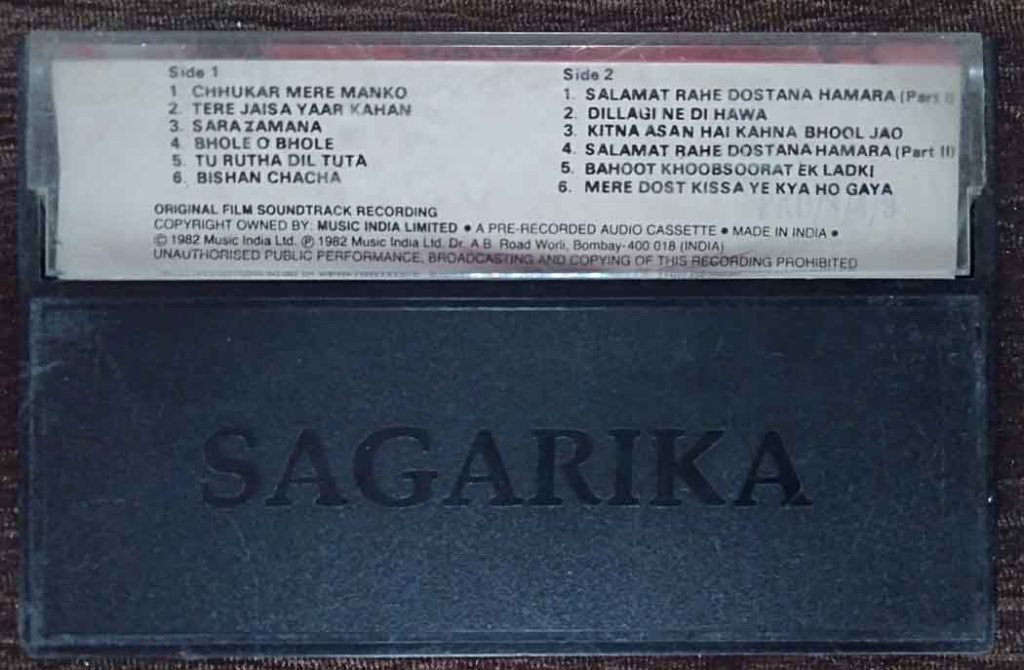 Side 1
1 CHHUKAR MERE MANKO
2. TERE JAISA YAAR KAHAN
3. SARA ZAMANA
4. BHOLE O BHOLE
5. TU RUTHA DIL TUTA
6. BISHAN CHACHA
Side 2
1. SALAMAT RAHE DOSTANA HAMARA (Part I)
2. DILLAGI NE DI HAWA
3. KITNA ASAN HAI KAHNA BHOOL JAO
4. SALAMAT RAHE DOSTANA HAMARA (Part II)
5. BAHOOT KHOOBSOORAT EK LADKI
6. MERE DOST KISSA YE KYA HO GAYA
ORIGINAL FILM SOUNDTRACK RECORDING
COPYRIGHT OWNED BY: MUSIC INDIA LIMITED ● A PRE-RECORDED AUDIO CASSETTE ● MADE IN INDIA ●
© 1982 Music India Ltd. ℗ 1982 Music India Ltd. Dr. A.B. Road Worli, Bombay-400 018 (INDIA)
UNAUTHORISED PUBLIC PERFORMANCE, BROADCASTING AND COPYING OF THIS RECORDING PROHIBITED
SAGARIKA